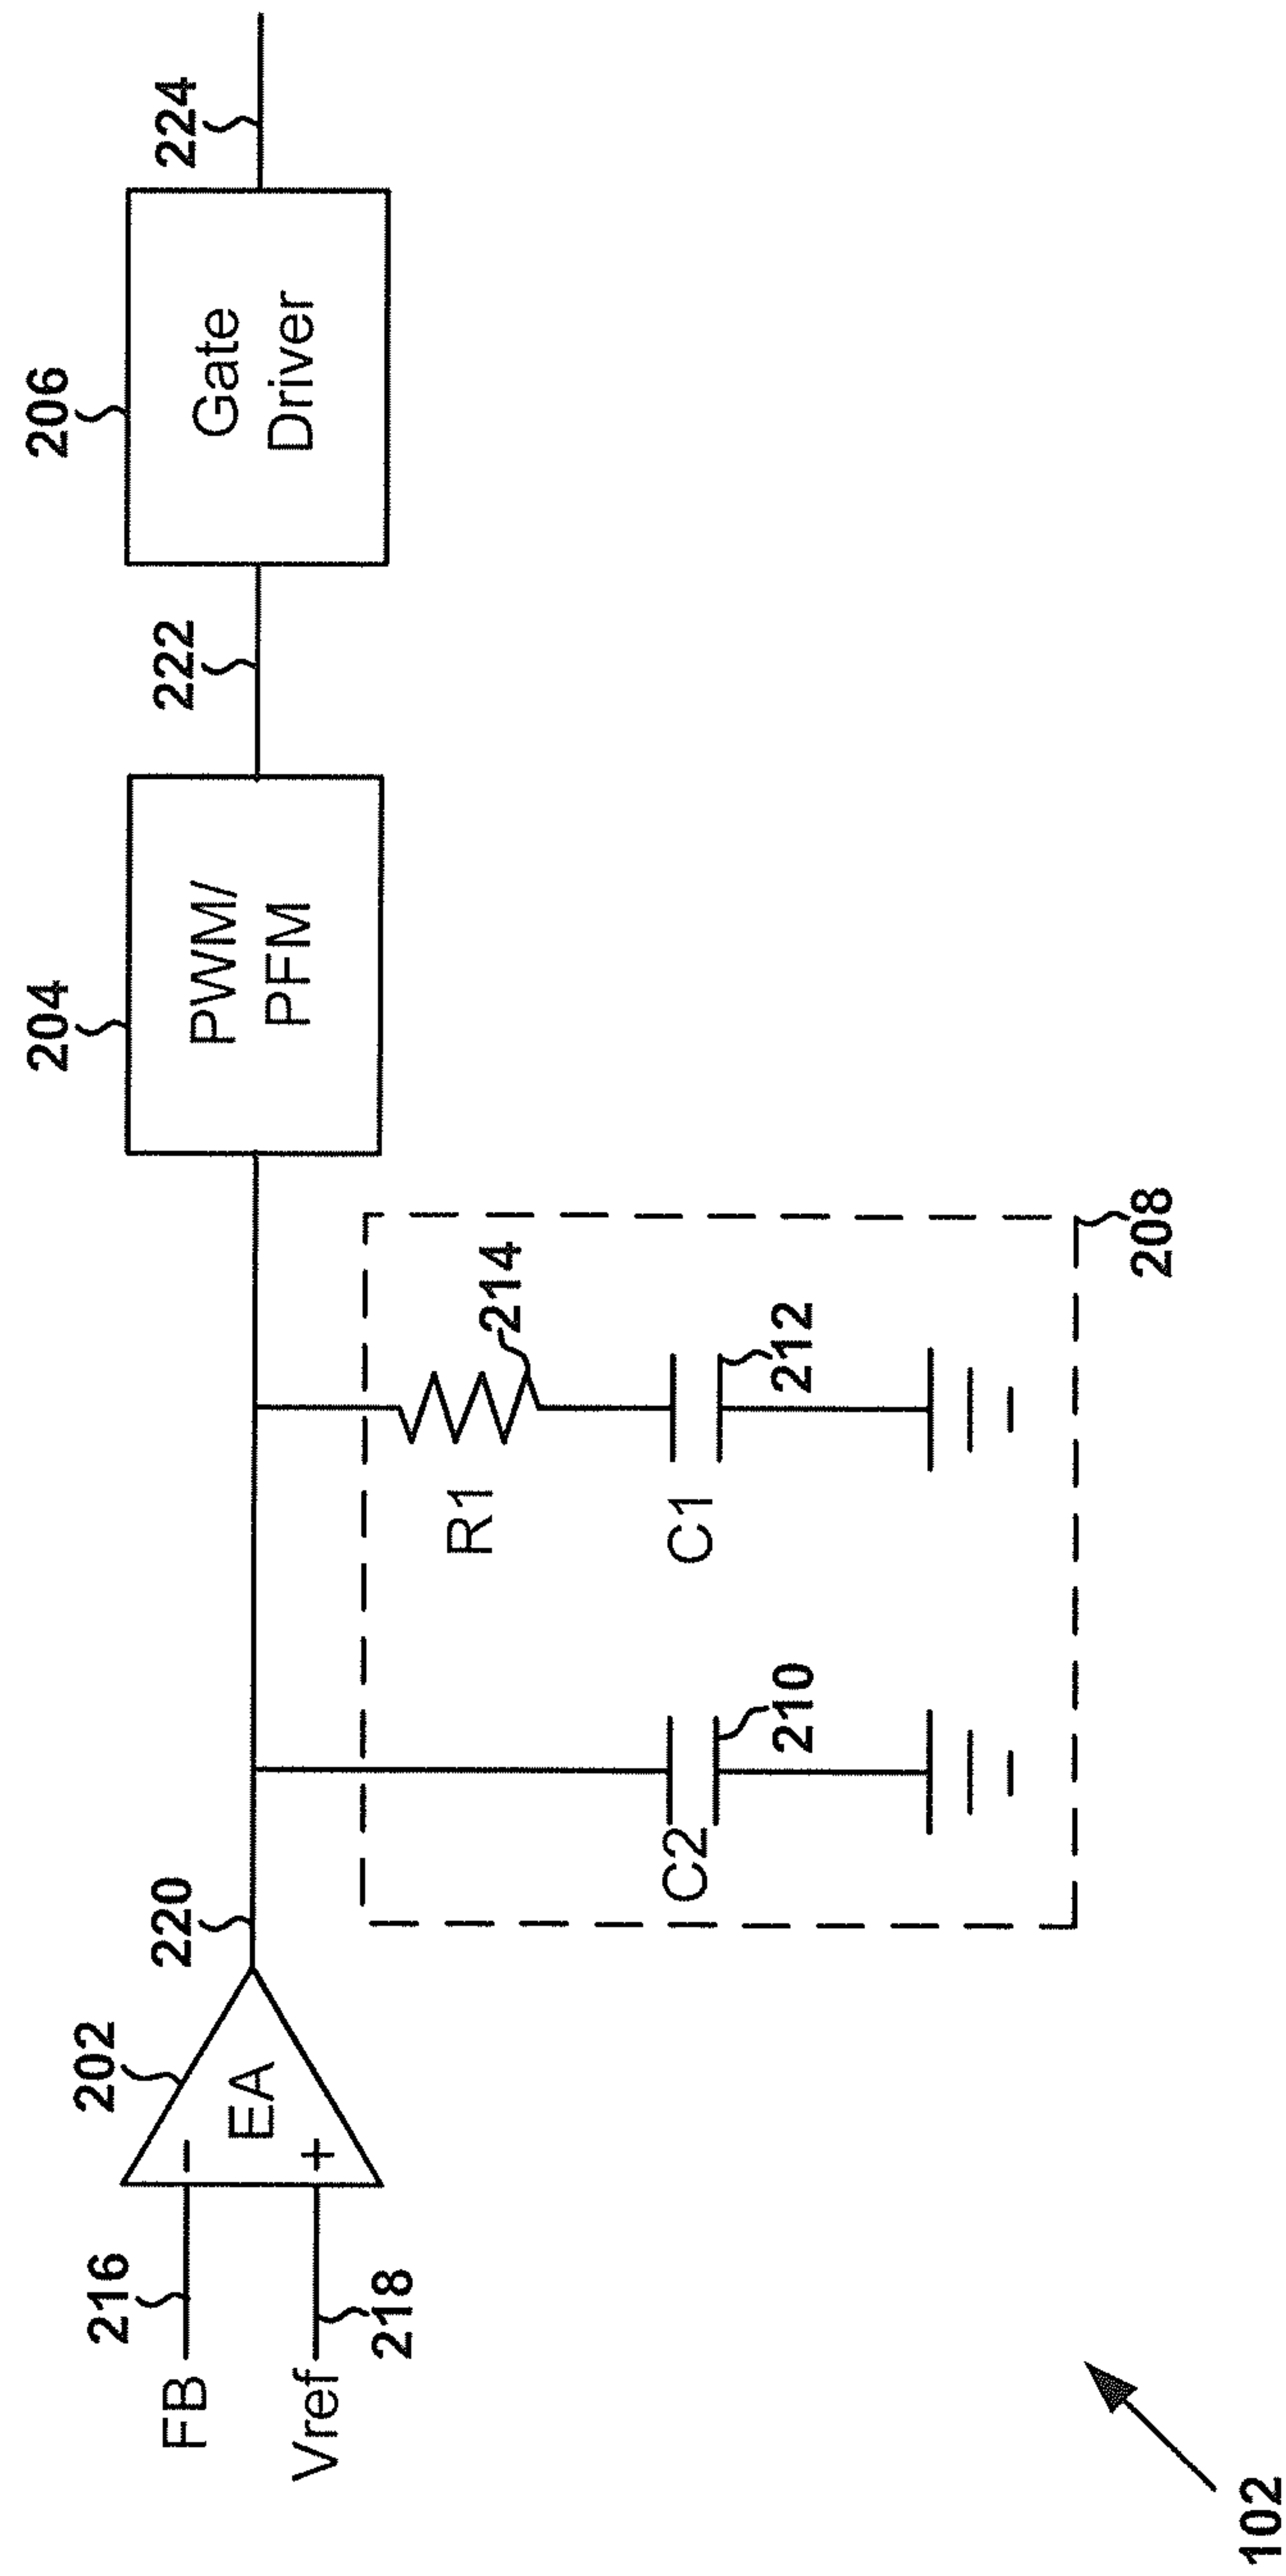 FB
216
Vref
218
202
EA
−
+
220
C2
210
R1
214
C1
212
208
204
PWM/
PFM
222
206
Gate
Driver
224
102